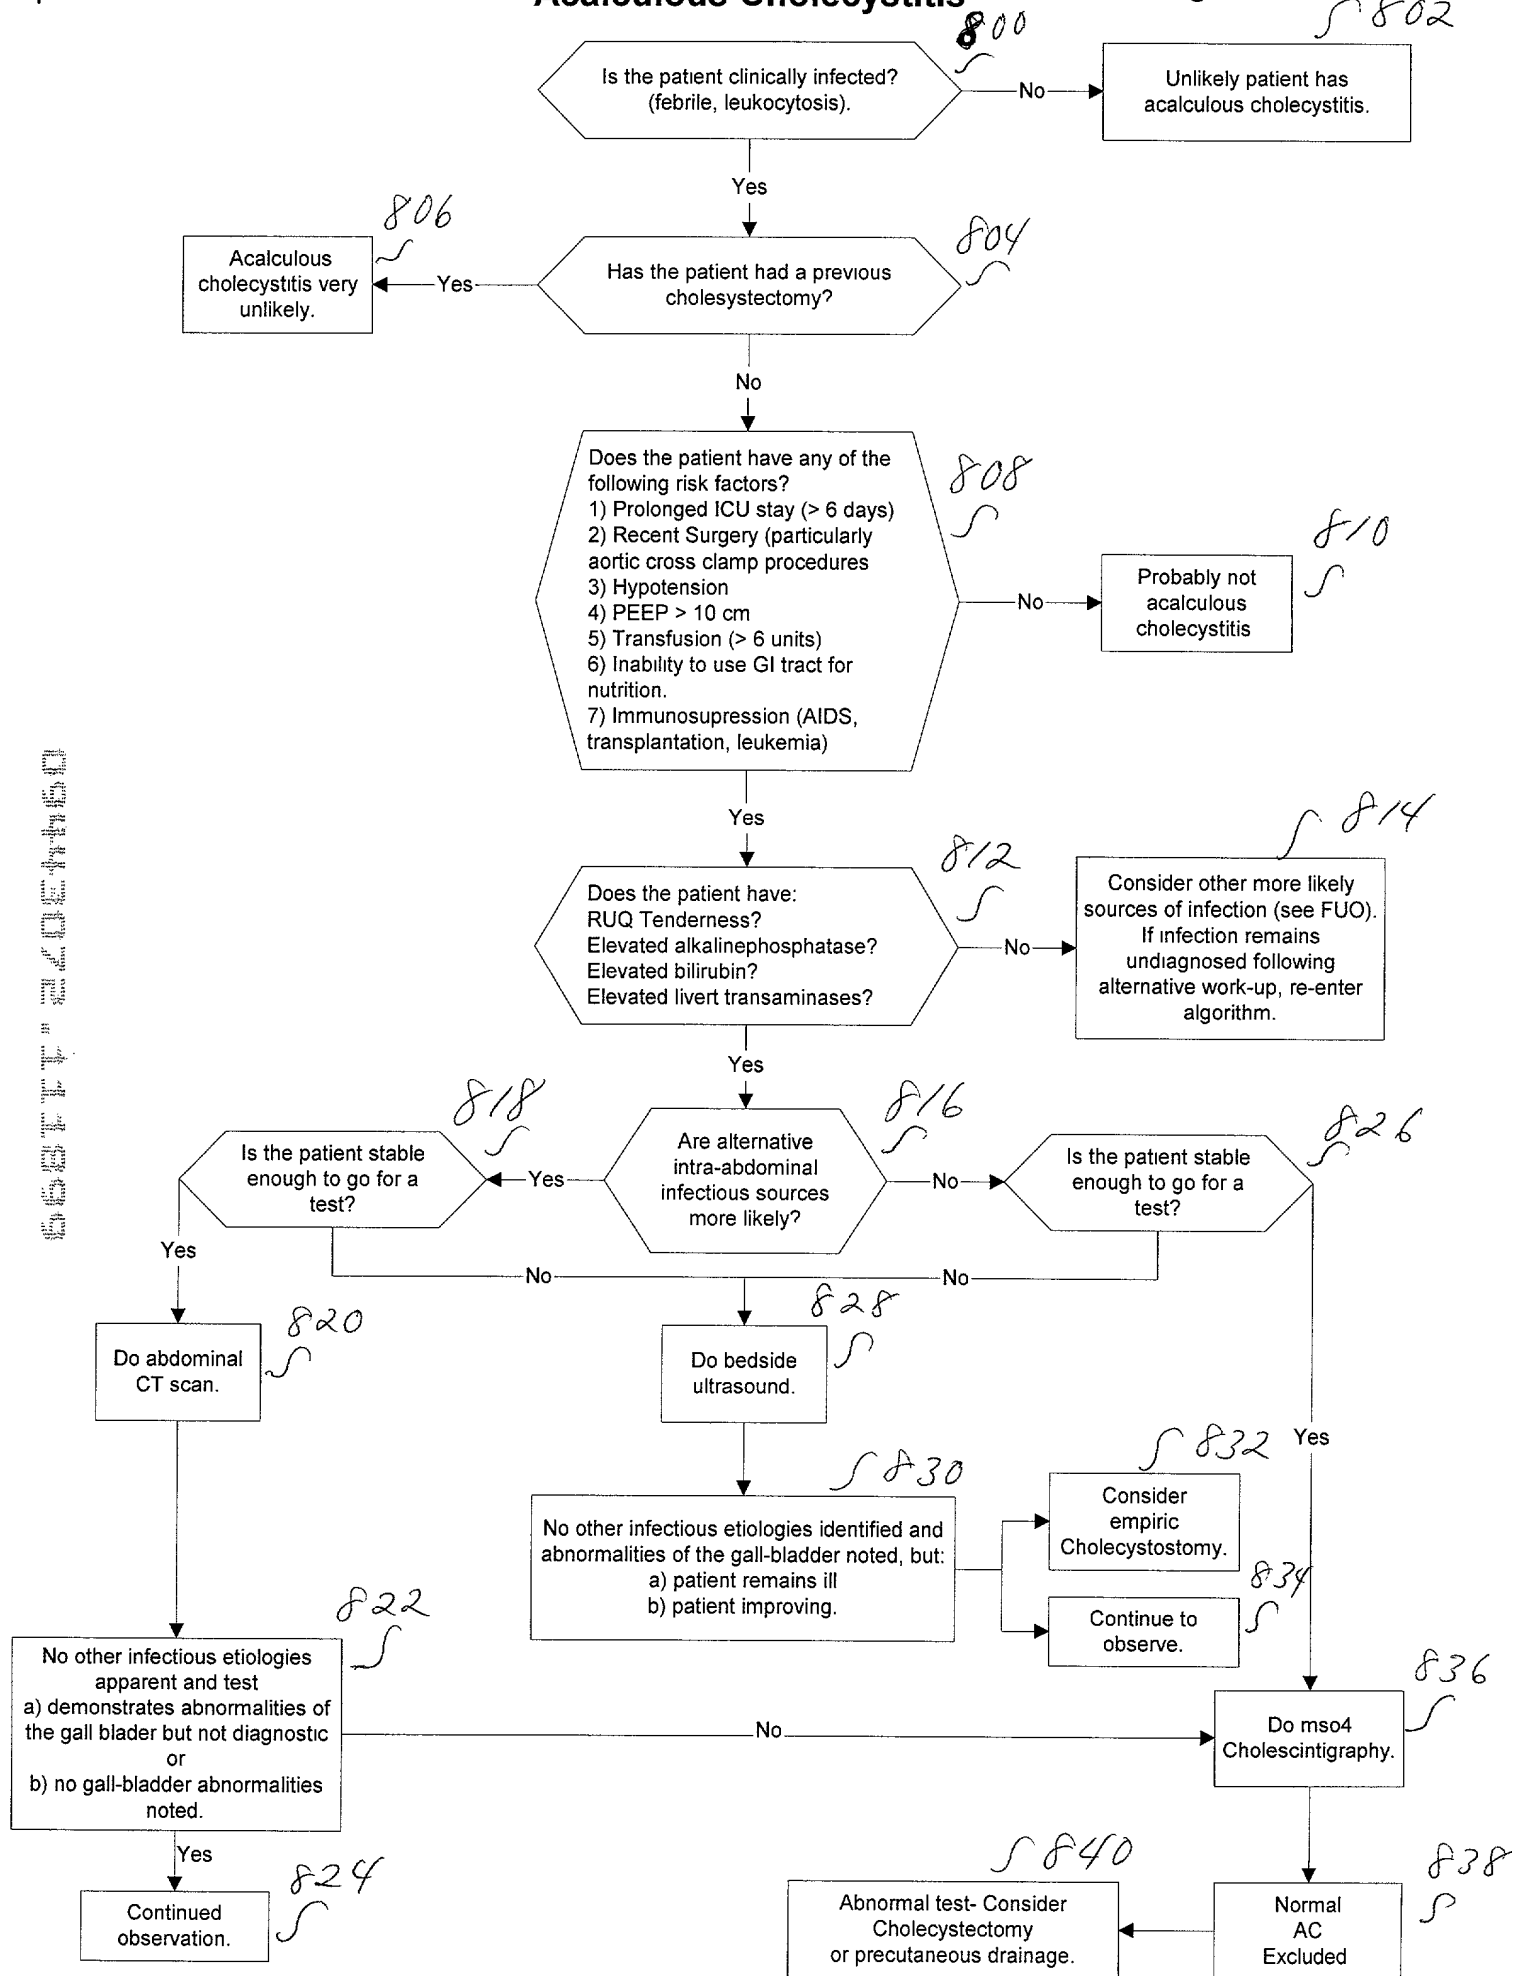 Acalculous Cholecystitis
800
802
Is the patient clinically infected?
(febrile, leukocytosis).
No
Unlikely patient has
acalculous cholecystitis.
Yes
806
804
Acalculous
cholecystitis very
unlikely.
Yes
Has the patient had a previous
cholesystectomy?
No
808
Does the patient have any of the
following risk factors?
1) Prolonged ICU stay (> 6 days)
2) Recent Surgery (particularly
aortic cross clamp procedures
3) Hypotension
4) PEEP > 10 cm
5) Transfusion (> 6 units)
6) Inability to use GI tract for
nutrition.
7) Immunosupression (AIDS,
transplantation, leukemia)
No
810
Probably not
acalculous
cholecystitis
Yes
812
814
Does the patient have:
RUQ Tenderness?
Elevated alkalinephosphatase?
Elevated bilirubin?
Elevated livert transaminases?
No
Consider other more likely
sources of infection (see FUO).
If infection remains
undiagnosed following
alternative work-up, re-enter
algorithm.
Yes
818
816
826
Is the patient stable
enough to go for a
test?
Yes
Are alternative
intra-abdominal
infectious sources
more likely?
No
Is the patient stable
enough to go for a
test?
Yes
No
No
820
828
Do abdominal
CT scan.
Do bedside
ultrasound.
Yes
830
832
No other infectious etiologies identified and
abnormalities of the gall-bladder noted, but:
a) patient remains ill
b) patient improving.
Consider
empiric
Cholecystostomy.
834
Continue to
observe.
822
No other infectious etiologies
apparent and test
a) demonstrates abnormalities of
the gall blader but not diagnostic
or
b) no gall-bladder abnormalities
noted.
No
836
Do mso4
Cholescintigraphy.
Yes
824
Continued
observation.
840
838
Abnormal test- Consider
Cholecystectomy
or precutaneous drainage.
Normal
AC
Excluded